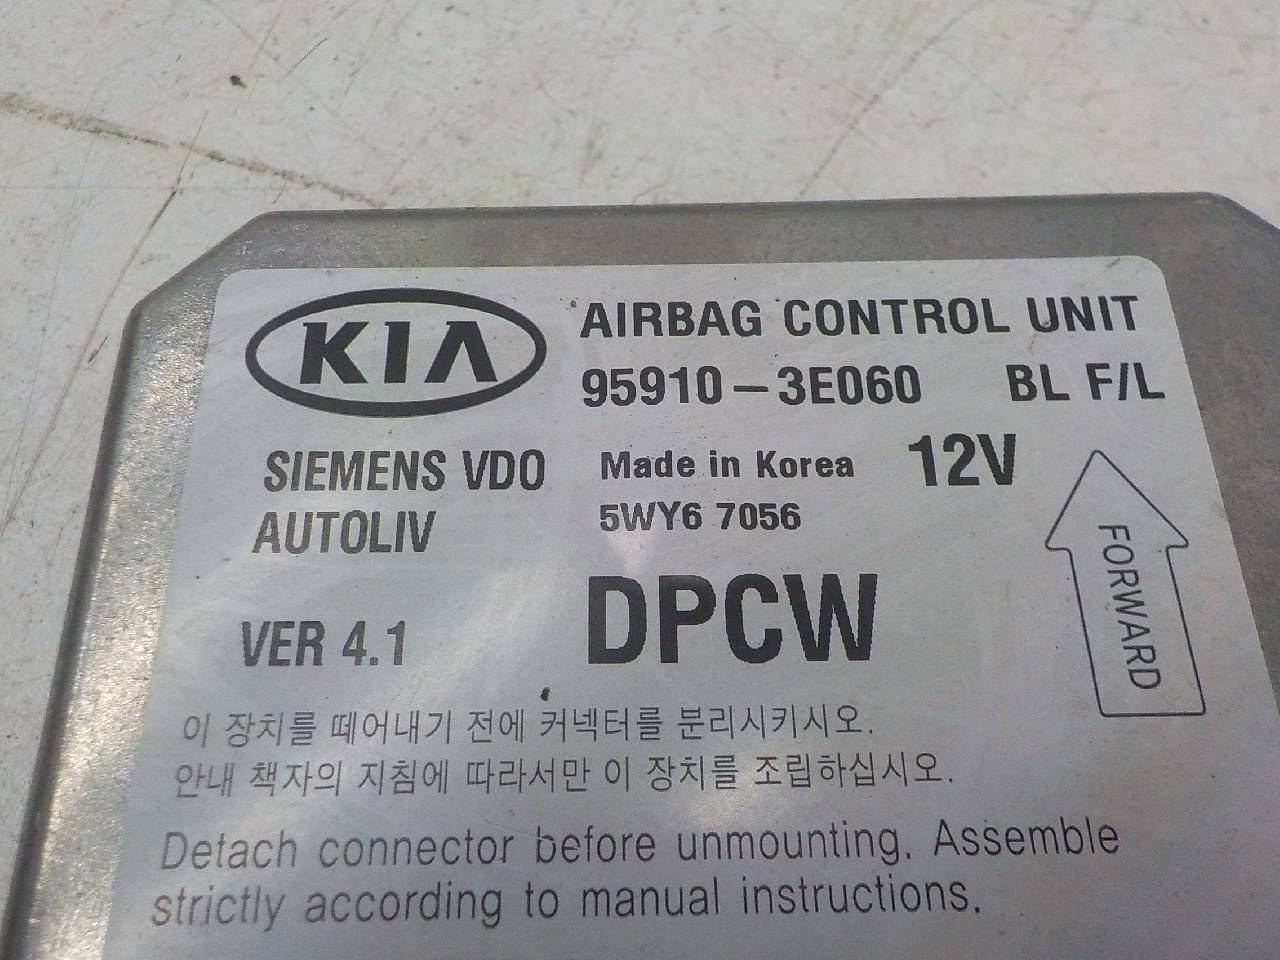 KIA
AIRBAG CONTROL UNIT
95910-3E060 BL F/L
SIEMENS VDO
AUTOLIV
Made in Korea 12V
5WY6 7056
FORWARD
VER 4.1
DPCW
이 장치를 떼어내기 전에 커넥터를 분리시키시오.
안내 책자의 지침에 따라서만 이 장치를 조립하십시오.
Detach connector before unmounting. Assemble
strictly according to manual instructions.